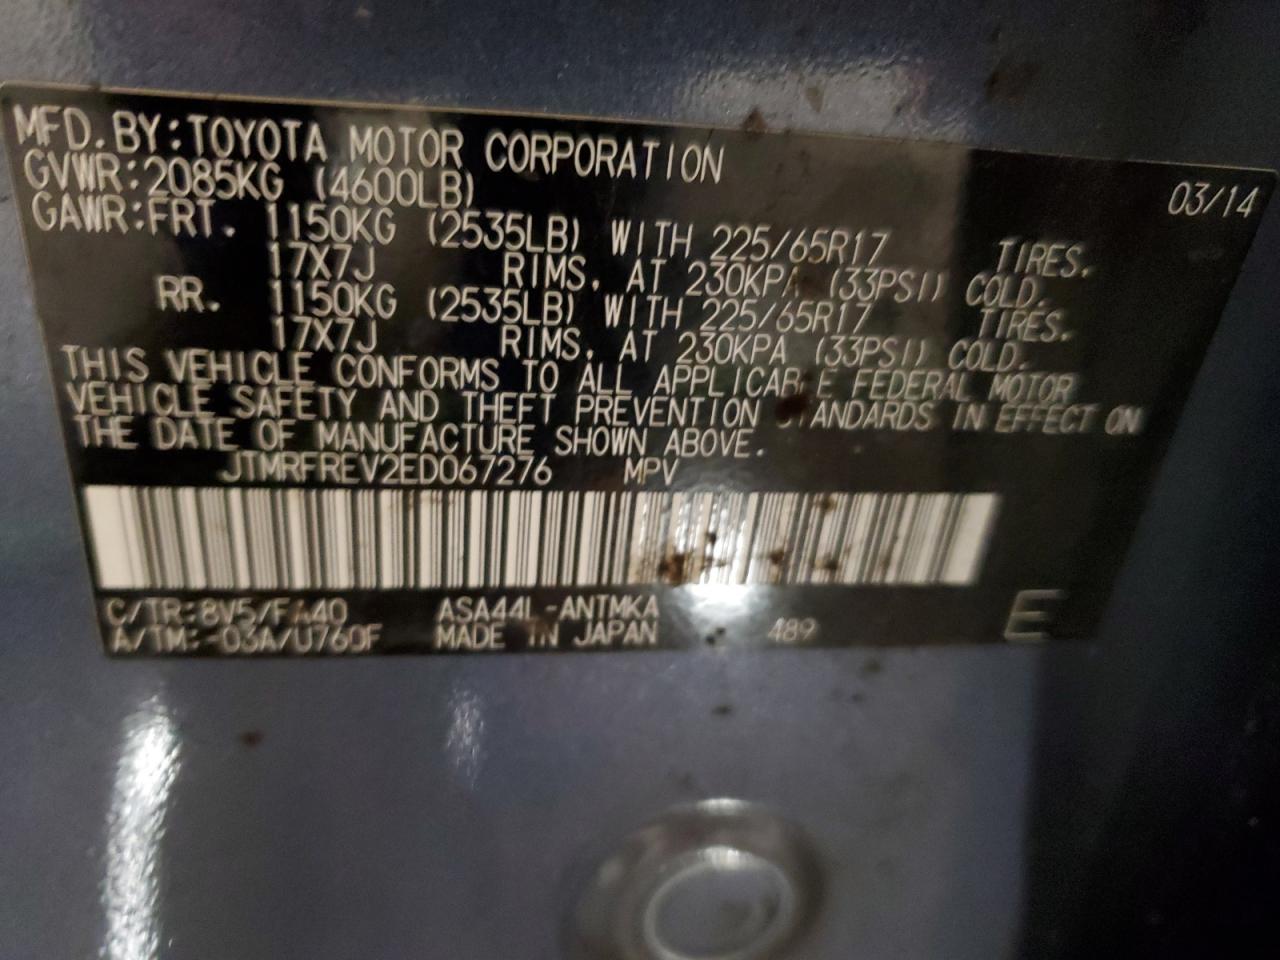 MFD. BY: TOYOTA MOTOR CORPORATION 03/14
GVWR: 2085KG (4600LB)
GAWR: FRT. 1150KG (2535LB) WITH 225/65R17 TIRES,
17X7J RIMS, AT 230KPA (33PSI) COLD.
RR. 1150KG (2535LB) WITH 225/65R17 TIRES,
17X7J RIMS, AT 230KPA (33PSI) COLD.
THIS VEHICLE CONFORMS TO ALL APPLICABLE FEDERAL MOTOR
VEHICLE SAFETY AND THEFT PREVENTION STANDARDS IN EFFECT ON
THE DATE OF MANUFACTURE SHOWN ABOVE.
JTMRFREV2ED067276 MPV
C/TR: 8V5/FA40 ASA44L-ANTMKA
A/TM: -03A/U760F MADE IN JAPAN 489 E